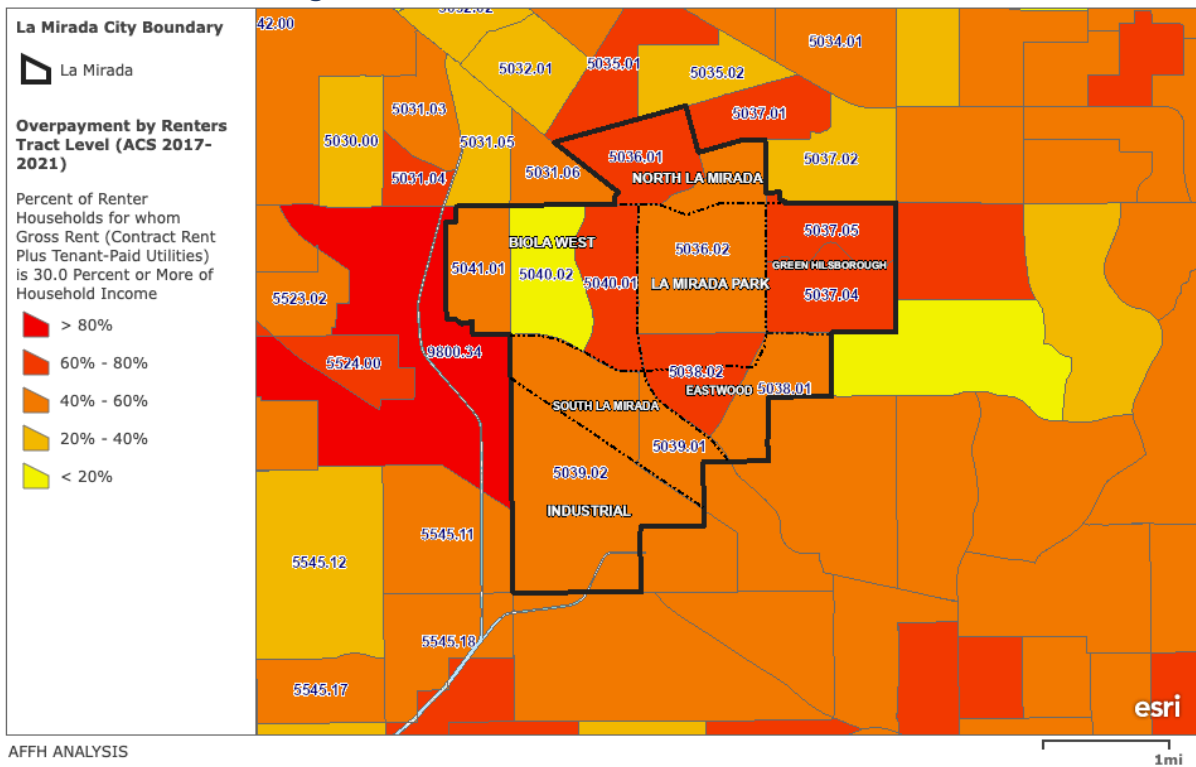 La Mirada City Boundary
La Mirada
Overpayment by Renters
Tract Level (ACS 2017-
2021)
Percent of Renter
Households for whom
Gross Rent (Contract Rent
Plus Tenant-Paid Utilities)
is 30.0 Percent or More of
Household Income
> 80%
60% - 80%
40% - 60%
20% - 40%
< 20%
42.00
5032.02
5034.01
5032.01
5035.01
5035.02
5031.03
5037.01
5030.00
5031.05
5036.01
5037.02
5031.06
5031.04
NORTH LA MIRADA
5037.05
BIOLA WEST
5036.02
5041.01
5040.02
5040.01
GREEN HILSBOROUGH
LA MIRADA PARK
5523.02
5037.04
9800.34
5524.00
5038.02
EASTWOOD
5038.01
SOUTH LA MIRADA
5039.01
5039.02
INDUSTRIAL
5545.11
5545.12
5545.18
5545.17
esri
AFFH ANALYSIS
1mi